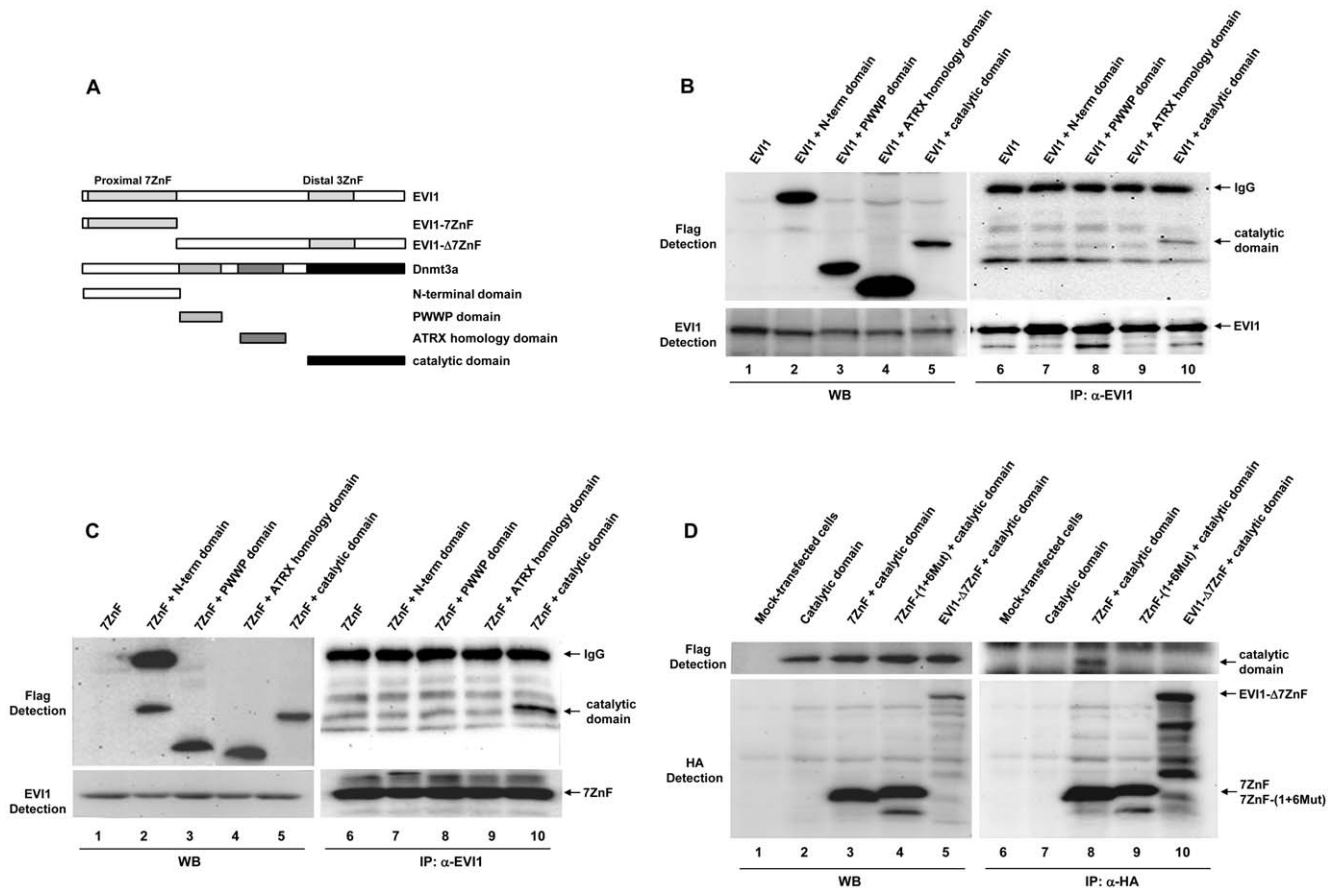 A
Proximal 7ZnF Distal 3ZnF
EVI1
EVI1-7ZnF
EVI1-Δ7ZnF
Dnmt3a
N-terminal domain
PWWP domain
ATRX homology domain
catalytic domain
B
EVI1
EVI1 + N-term domain
EVI1 + PWWP domain
EVI1 + ATRX homology domain
EVI1 + catalytic domain
EVI1
EVI1 + N-term domain
EVI1 + PWWP domain
EVI1 + ATRX homology domain
EVI1 + catalytic domain
Flag
Detection
IgG
catalytic
domain
EVI1
Detection
EVI1
1 2 3 4 5 6 7 8 9 10
WB IP: α-EVI1
C
7ZnF
7ZnF + N-term domain
7ZnF + PWWP domain
7ZnF + ATRX homology domain
7ZnF + catalytic domain
7ZnF
7ZnF + N-term domain
7ZnF + PWWP domain
7ZnF + ATRX homology domain
7ZnF + catalytic domain
Flag
Detection
IgG
catalytic
domain
EVI1
Detection
7ZnF
1 2 3 4 5 6 7 8 9 10
WB IP: α-EVI1
D
Mock-transfected cells
Catalytic domain
7ZnF + catalytic domain
7ZnF-(1+6Mut) + catalytic domain
EVI1-Δ7ZnF + catalytic domain
Mock-transfected cells
Catalytic domain
7ZnF + catalytic domain
7ZnF-(1+6Mut) + catalytic domain
EVI1-Δ7ZnF + catalytic domain
Flag
Detection
catalytic
domain
EVI1-Δ7ZnF
HA
Detection
7ZnF
7ZnF-(1+6Mut)
1 2 3 4 5 6 7 8 9 10
WB IP: α-HA